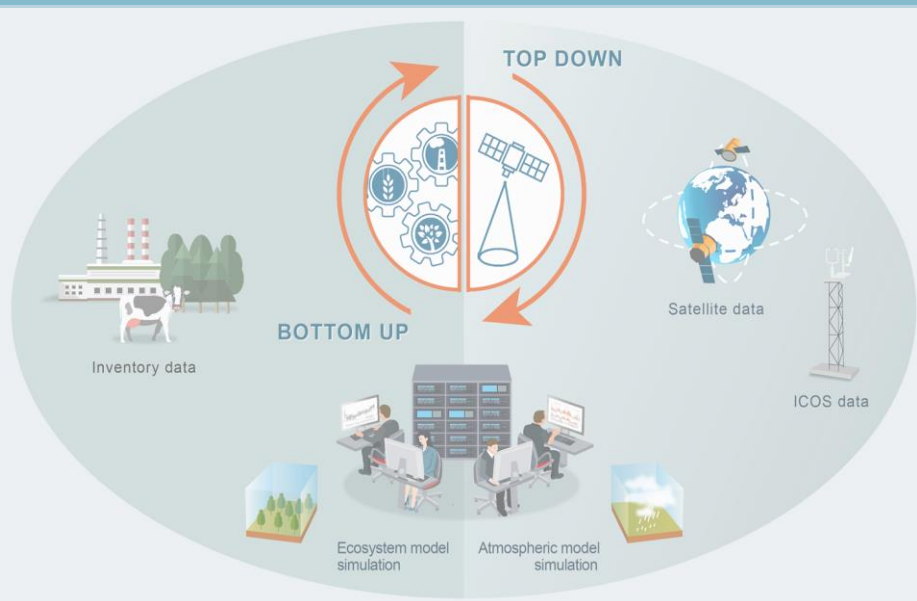 TOP DOWN
BOTTOM UP
Inventory data
Satellite data
ICOS data
Ecosystem model
simulation
Atmospheric model
simulation